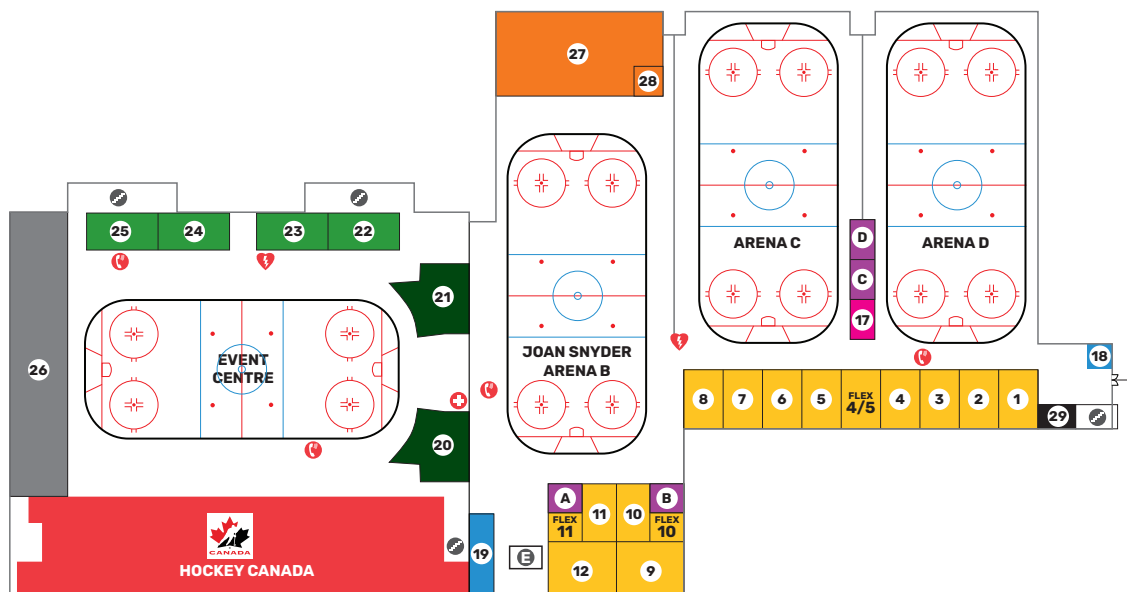 27
28
ARENA C
ARENA D
D
C
17
18
25
24
23
22
21
26
EVENT
CENTRE
JOAN SNYDER
ARENA B
20
8
7
6
5
FLEX
4/5
4
3
2
1
29
A
B
11
10
FLEX
11
FLEX
10
12
9
19
E
CANADA
HOCKEY CANADA